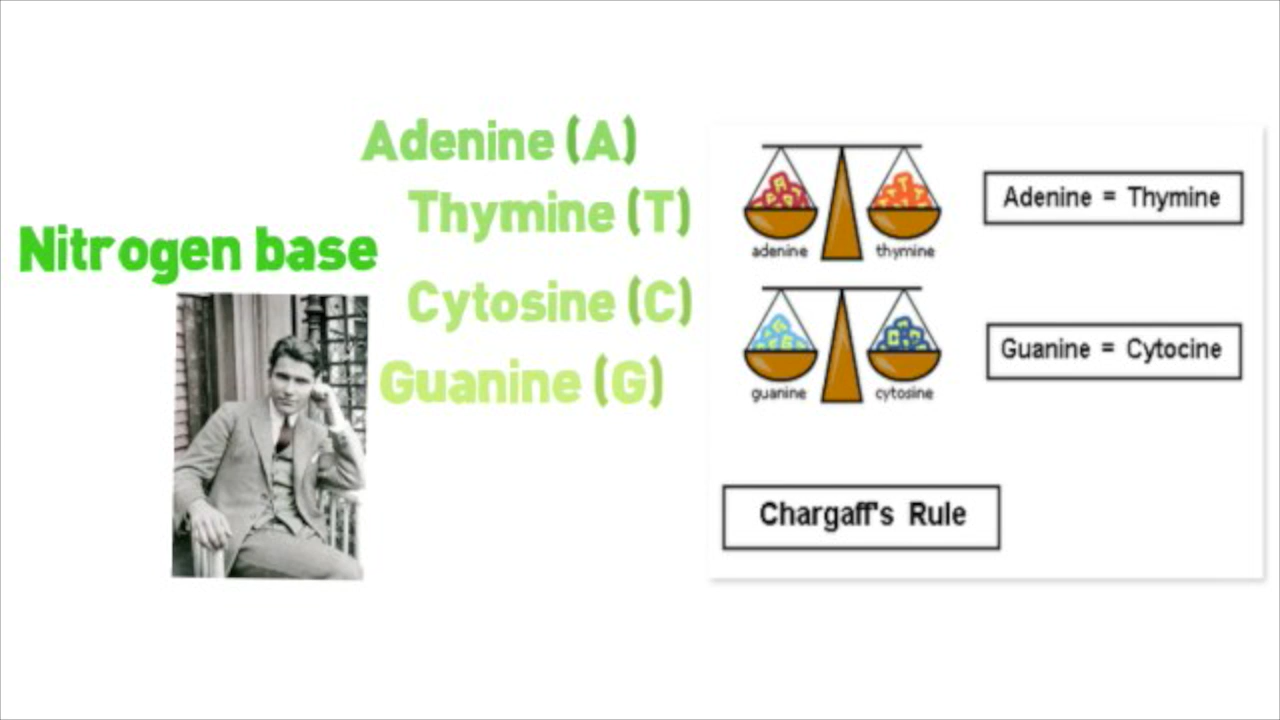 Nitrogen base
Adenine (A)
Thymine (T)
Cytosine (C)
Guanine (G)
adenine
thymine
Adenine = Thymine
guanine
cytosine
Guanine = Cytocine
Chargaff's Rule